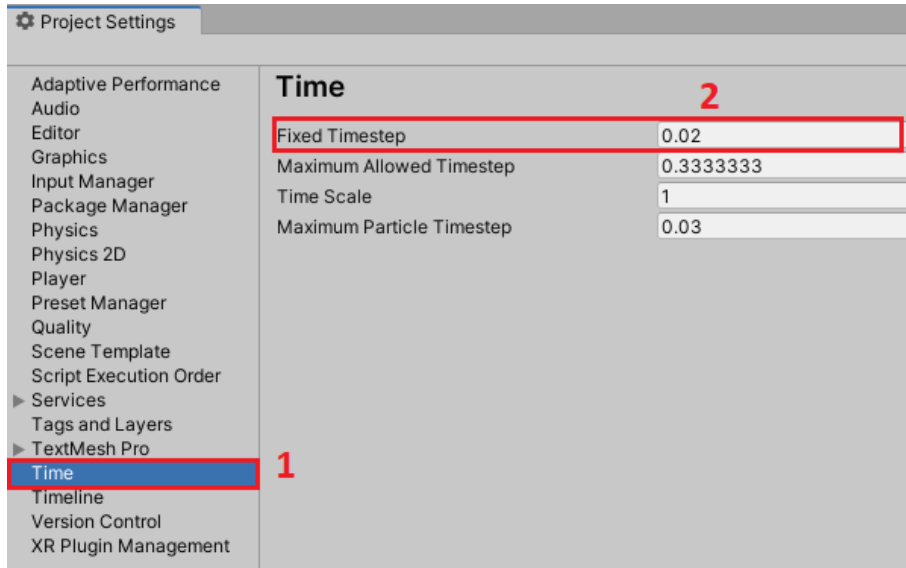 Project Settings
Adaptive Performance
Audio
Editor
Graphics
Input Manager
Package Manager
Physics
Physics 2D
Player
Preset Manager
Quality
Scene Template
Script Execution Order
Services
Tags and Layers
TextMesh Pro
Time
Timeline
Version Control
XR Plugin Management
1
Time
2
Fixed Timestep 0.02
Maximum Allowed Timestep 0.3333333
Time Scale 1
Maximum Particle Timestep 0.03